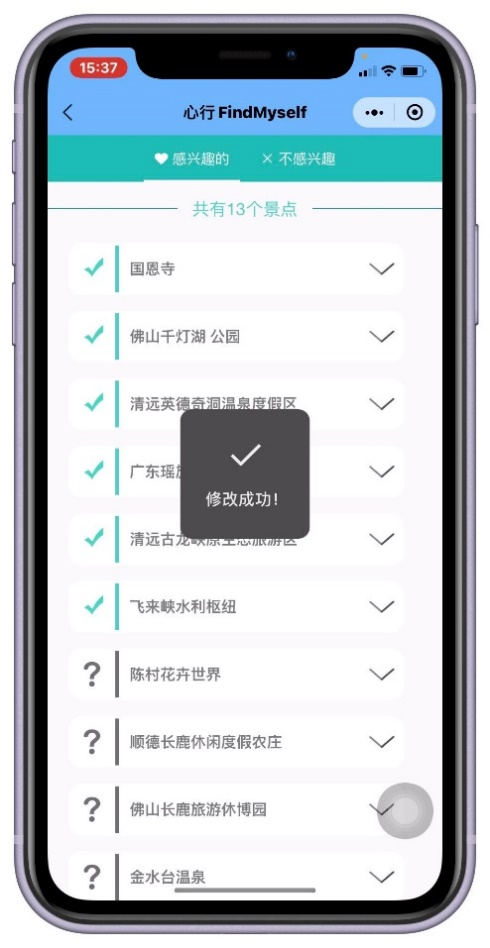 15:37
心行 FindMyself
感兴趣的
不感兴趣
共有13个景点
国恩寺
佛山千灯湖 公园
清远英德奇洞温泉度假区
广东瑶
修改成功!
清远古龙峡原生态旅游区
飞来峡水利枢纽
? 陈村花卉世界
? 顺德长鹿休闲度假农庄
? 佛山长鹿旅游休博园
? 金水台温泉